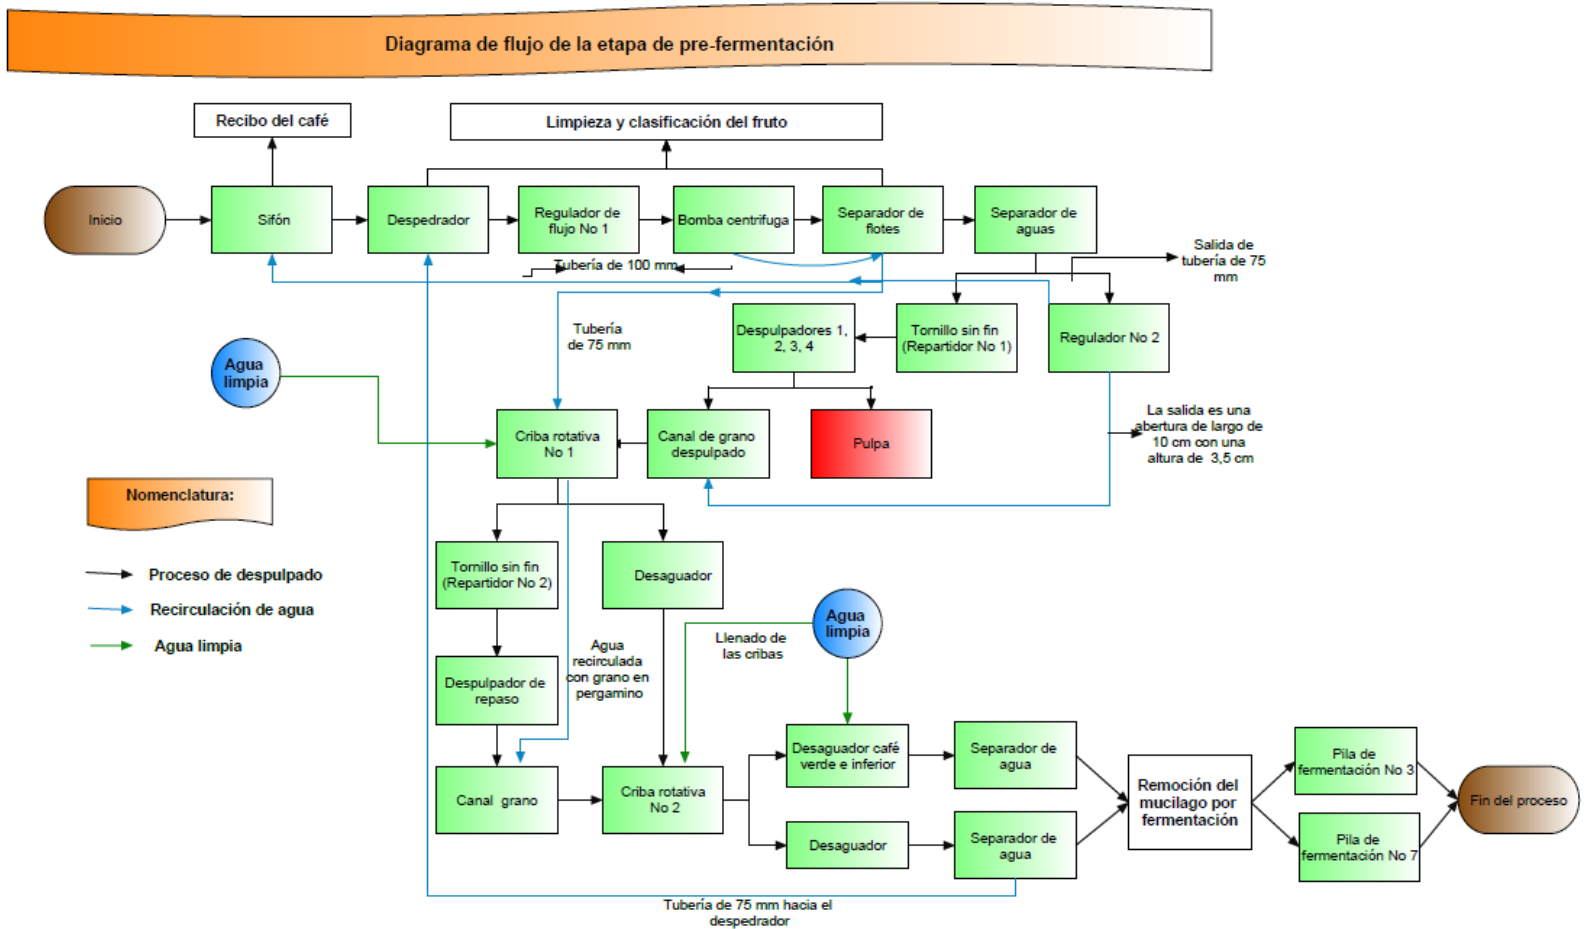 Diagrama de flujo de la etapa de pre-fermentación
Recibo del café
Limpieza y clasificación del fruto
Inicio
Sifón
Despedrador
Regulador de
flujo No 1
Bomba centrifuga
Separador de
flotes
Separador de
aguas
Salida de
tubería de 75
mm
Tubería de 100 mm
Tubería
de 75 mm
Despulpadores 1,
2, 3, 4
Tornillo sin fin
(Repartidor No 1)
Regulador No 2
Agua
limpia
Criba rotativa
No 1
Canal de grano
despulpado
Pulpa
La salida es una
abertura de largo de
10 cm con una
altura de 3,5 cm
Nomenclatura:
Proceso de despulpado
Recirculación de agua
Agua limpia
Tornillo sin fin
(Repartidor No 2)
Desaguador
Agua
recirculada
con grano en
pergamino
Llenado de
las cribas
Agua
limpia
Despulpador de
repaso
Canal grano
Criba rotativa
No 2
Desaguador café
verde e inferior
Separador de
agua
Desaguador
Separador de
agua
Remoción del
mucilago por
fermentación
Pila de
fermentación No 3
Pila de
fermentación No 7
Fin del proceso
Tubería de 75 mm hacia el
despedrador